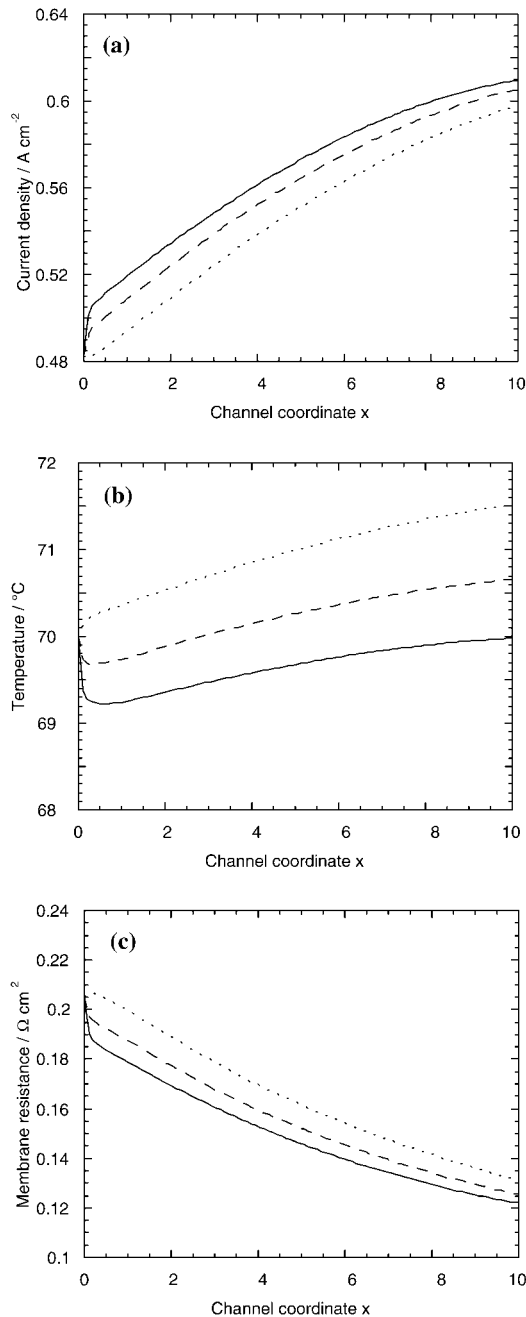 (a)
0.64
0.6
0.56
0.52
0.48
Current density / A cm⁻²
0 2 4 6 8 10
Channel coordinate x
(b)
72
71
70
69
68
Temperature / °C
0 2 4 6 8 10
Channel coordinate x
(c)
0.24
0.22
0.2
0.18
0.16
0.14
0.12
0.1
Membrane resistance / Ω cm²
0 2 4 6 8 10
Channel coordinate x